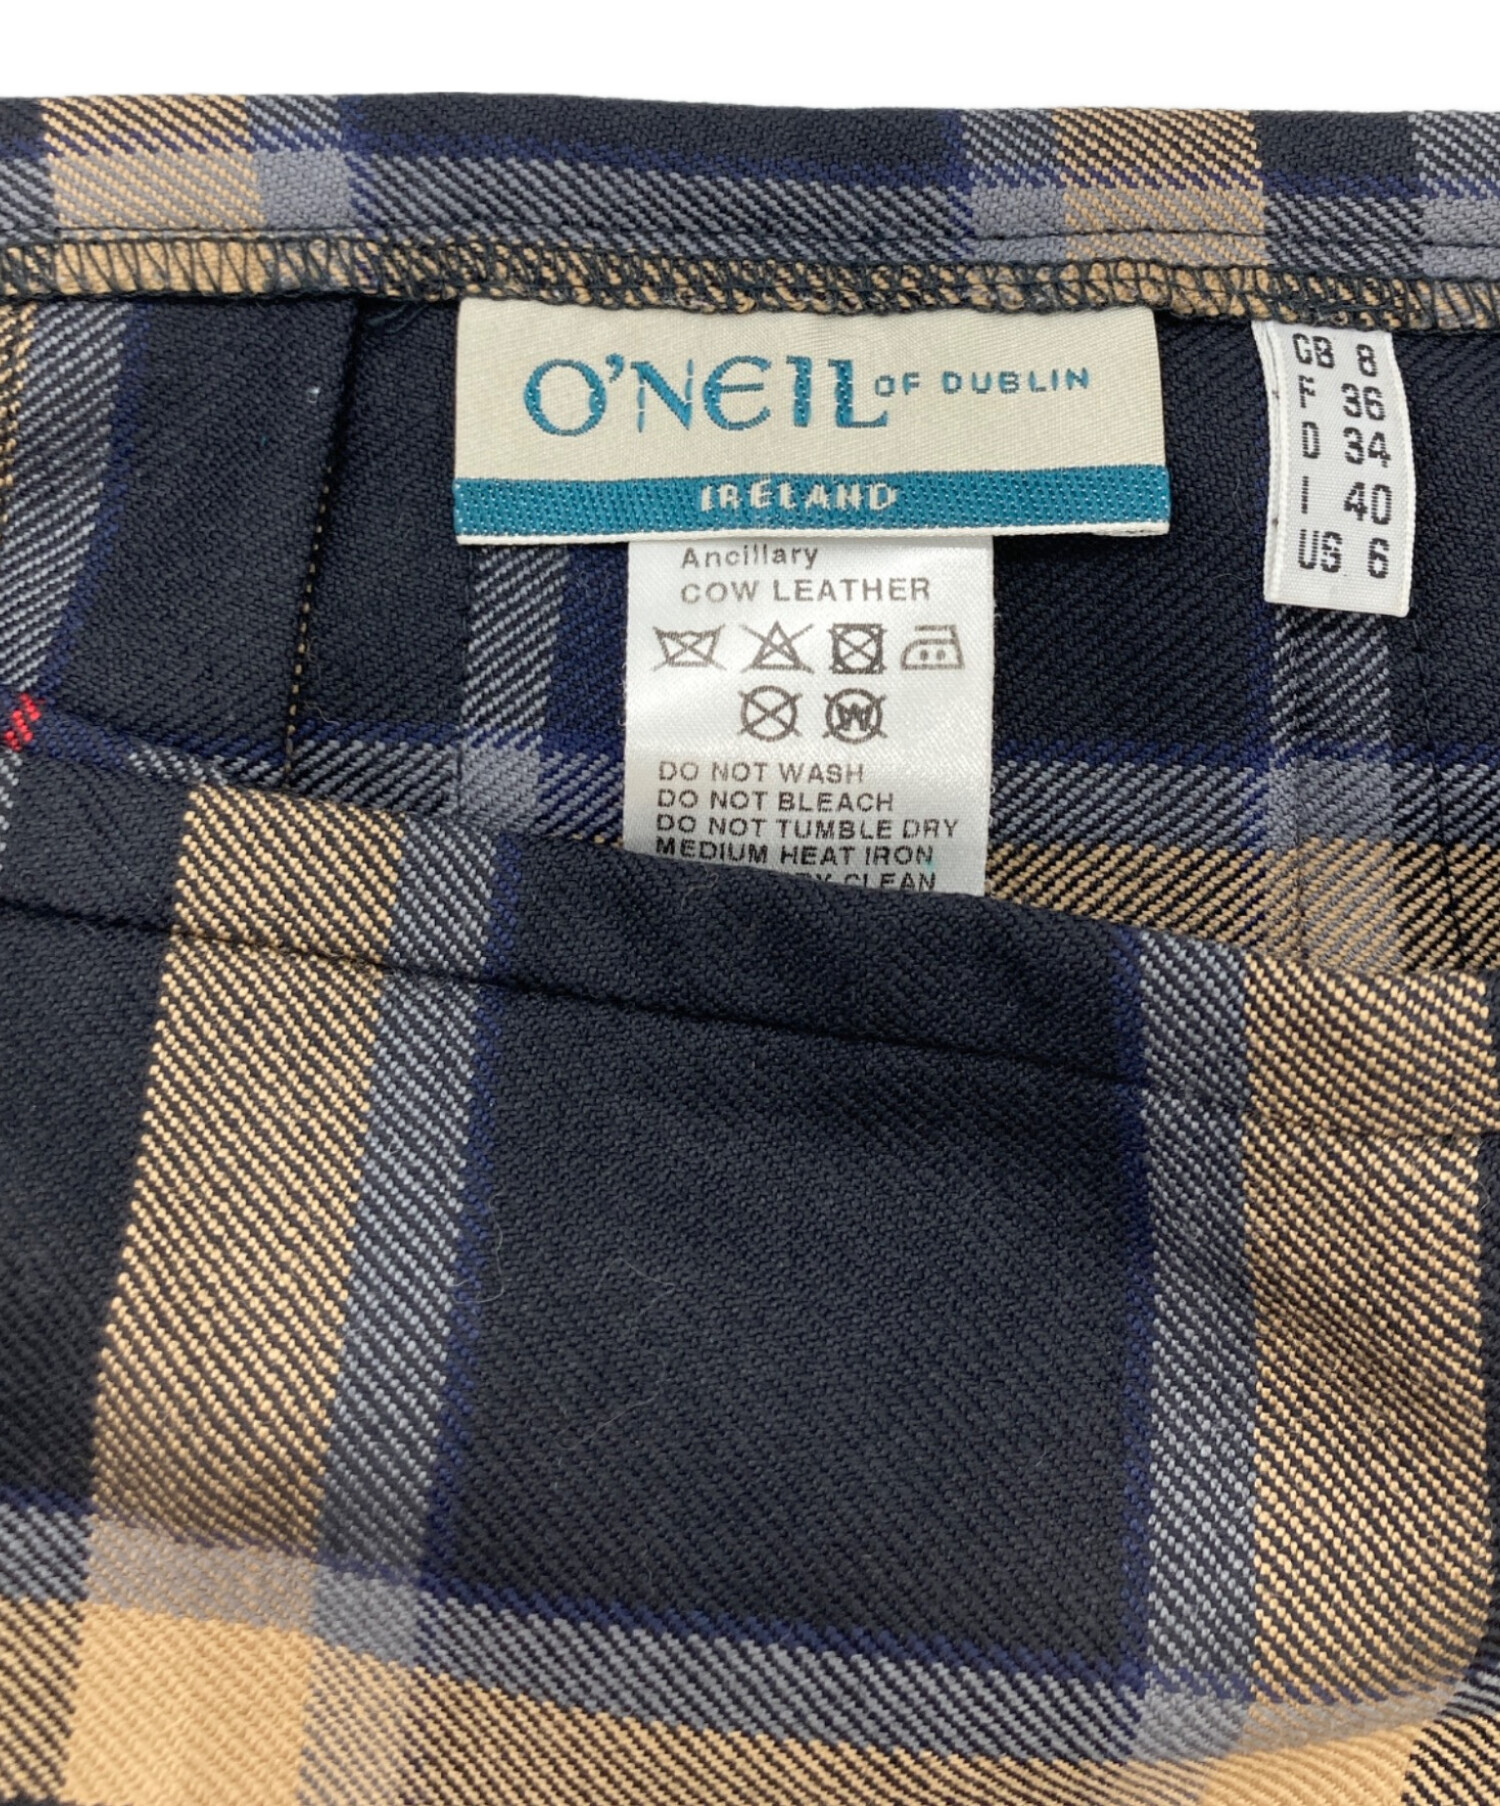 O'NEIL OF DUBLIN
IRELAND
Ancillary
COW LEATHER
W
DO NOT WASH
DO NOT BLEACH
DO NOT TUMBLE DRY
MEDIUM HEAT IRON
CLEAN
GB 8
F 36
D 34
I 40
US 6